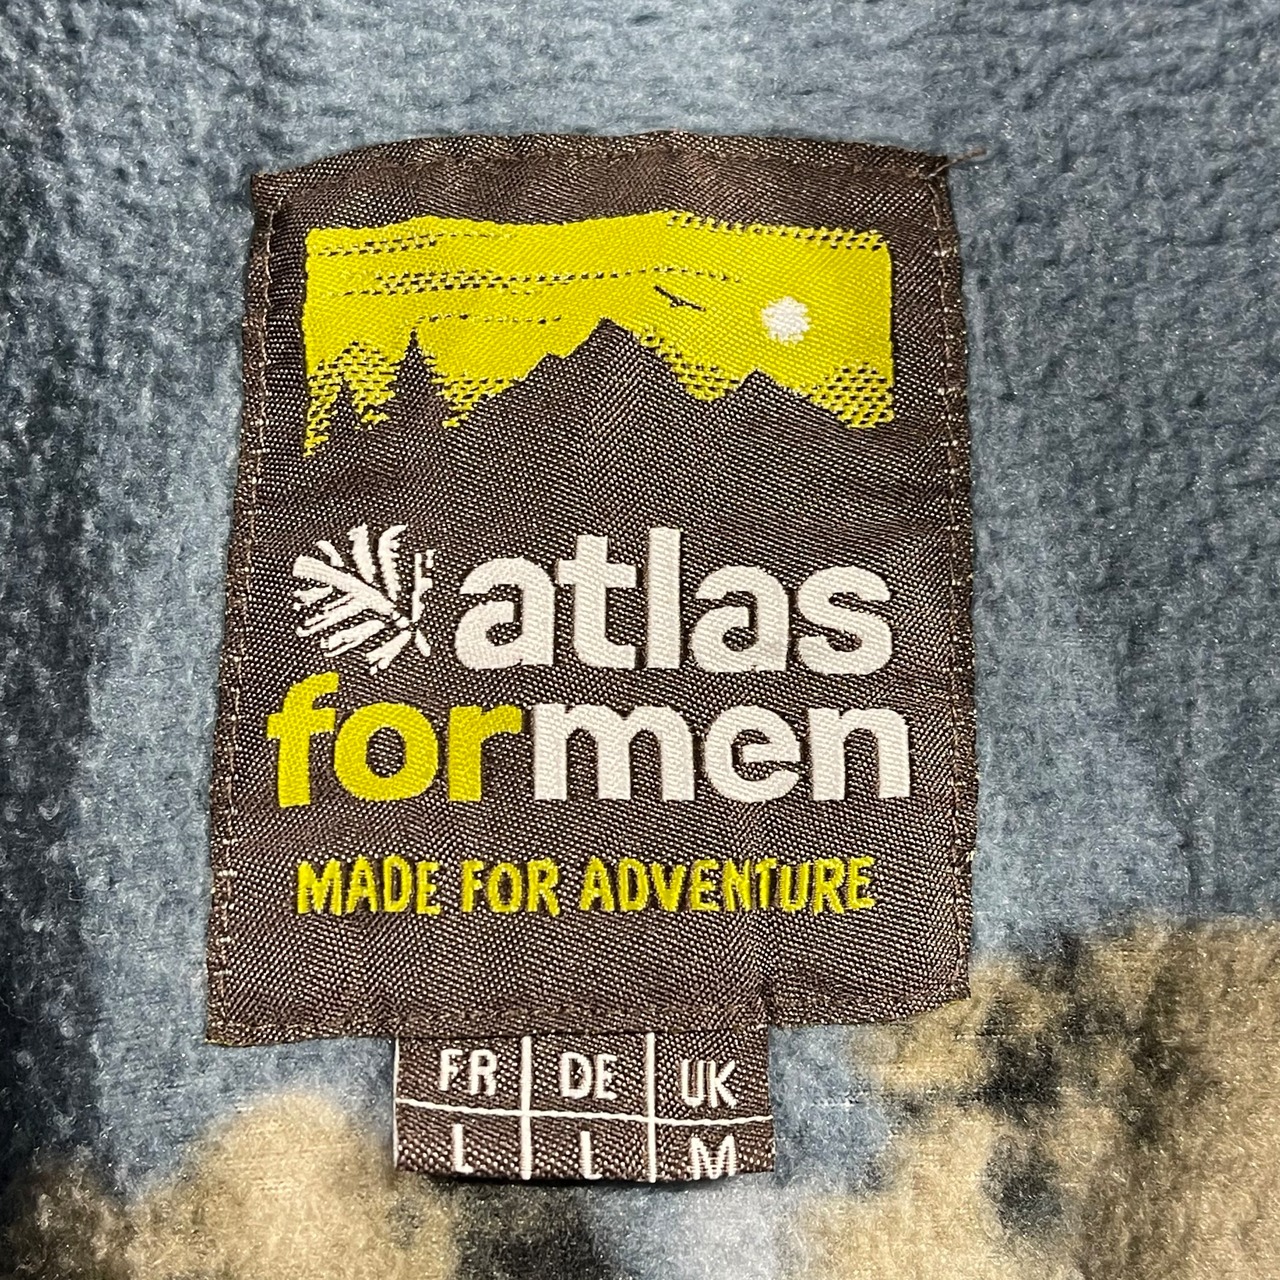 atlas
formen
MADE FOR ADVENTURE
FR DE UK
L L M